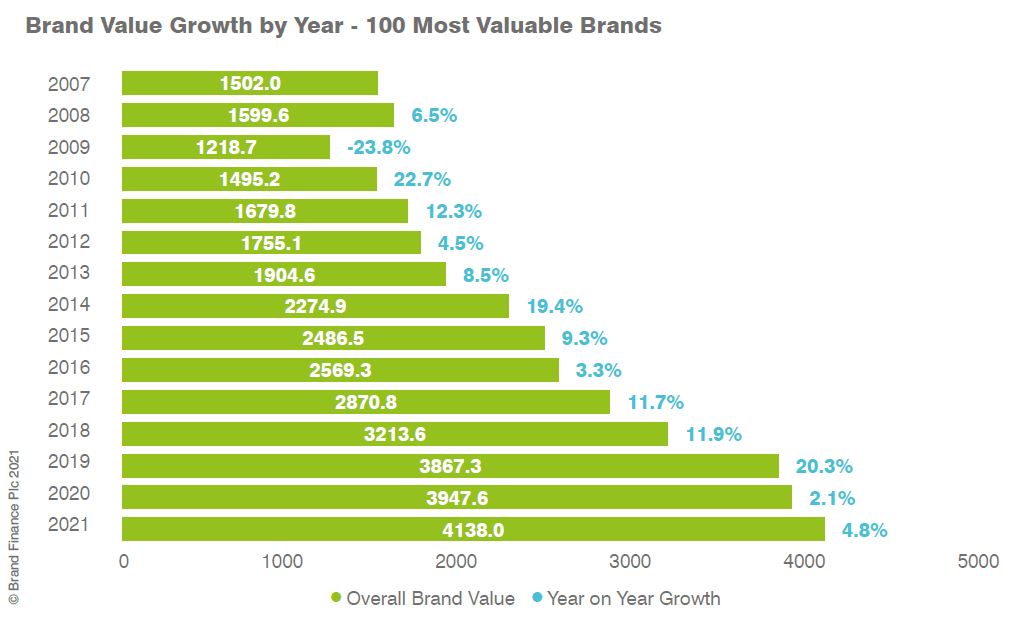 Brand Value Growth by Year - 100 Most Valuable Brands
2007 1502.0
2008 1599.6 6.5%
2009 1218.7 -23.8%
2010 1495.2 22.7%
2011 1679.8 12.3%
2012 1755.1 4.5%
2013 1904.6 8.5%
2014 2274.9 19.4%
2015 2486.5 9.3%
2016 2569.3 3.3%
2017 2870.8 11.7%
2018 3213.6 11.9%
2019 3867.3 20.3%
2020 3947.6 2.1%
2021 4138.0 4.8%
0 1000 2000 3000 4000 5000
Overall Brand Value Year on Year Growth
© Brand Finance Plc 2021